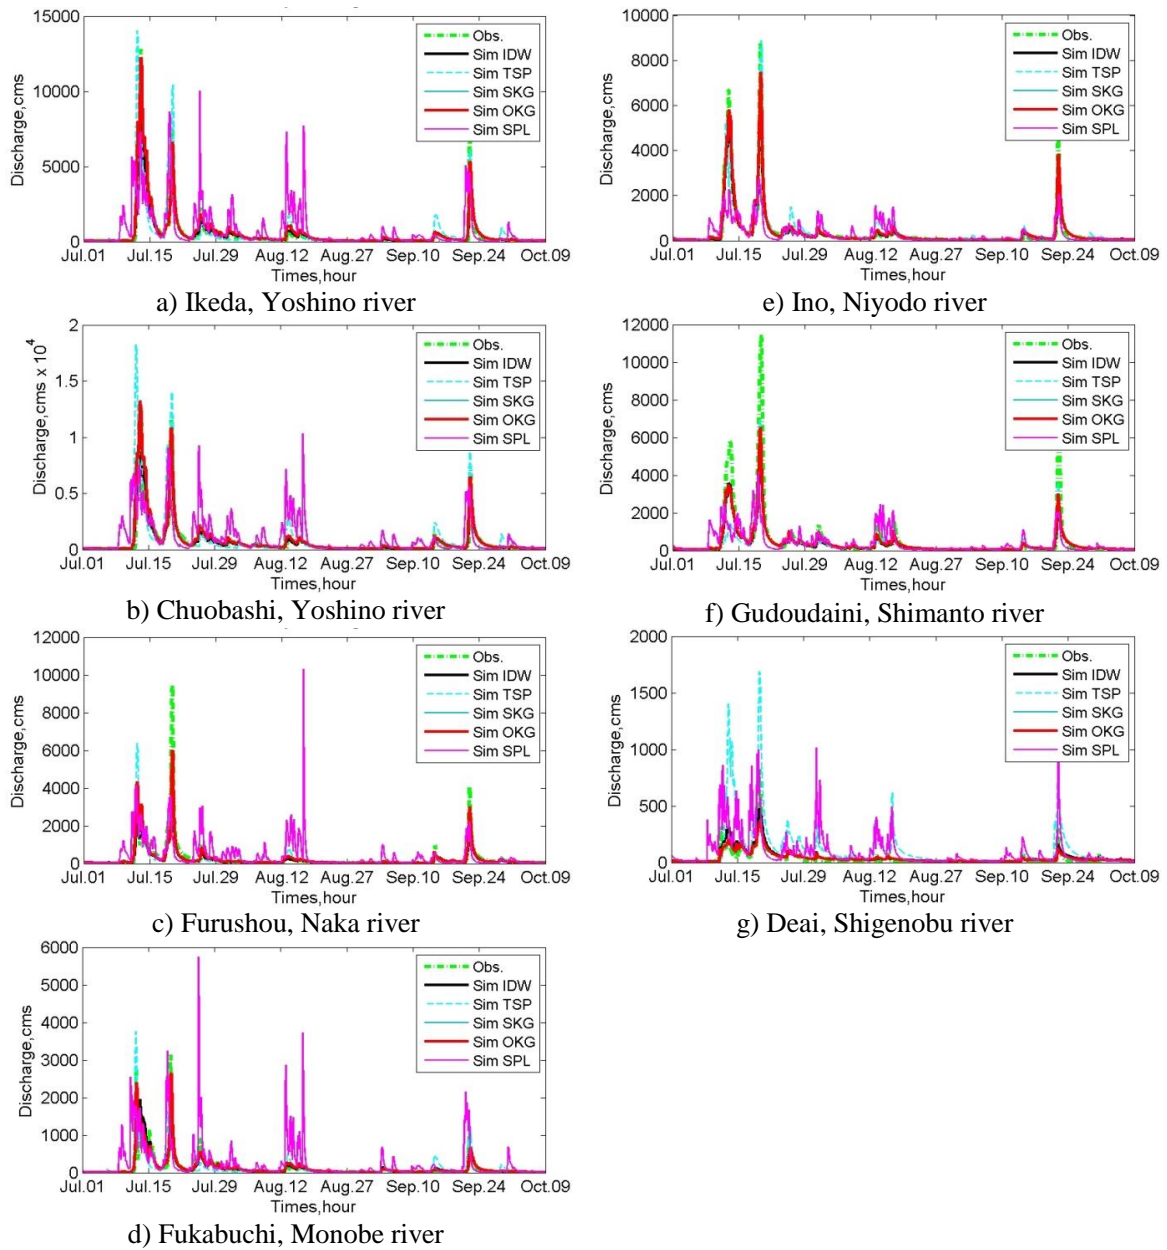 15000
10000
5000
0
Discharge,cms
Obs.
Sim IDW
Sim TSP
Sim SKG
Sim OKG
Sim SPL
Jul.01 Jul.15 Jul.29 Aug.12 Aug.27 Sep.10 Sep.24 Oct.09
Times,hour
a) Ikeda, Yoshino river
10000
8000
6000
4000
2000
0
Discharge,cms
Obs.
Sim IDW
Sim TSP
Sim SKG
Sim OKG
Sim SPL
Jul.01 Jul.15 Jul.29 Aug.12 Aug.27 Sep.10 Sep.24 Oct.09
Times,hour
e) Ino, Niyodo river
2
1.5
1
0.5
0
Discharge,cms x 10^4
Obs.
Sim IDW
Sim TSP
Sim SKG
Sim OKG
Sim SPL
Jul.01 Jul.15 Jul.29 Aug.12 Aug.27 Sep.10 Sep.24 Oct.09
Times,hour
b) Chuobashi, Yoshino river
12000
10000
8000
6000
4000
2000
0
Discharge,cms
Obs.
Sim IDW
Sim TSP
Sim SKG
Sim OKG
Sim SPL
Jul.01 Jul.15 Jul.29 Aug.12 Aug.27 Sep.10 Sep.24 Oct.09
Times,hour
f) Gudoudaini, Shimanto river
12000
10000
8000
6000
4000
2000
0
Discharge,cms
Obs.
Sim IDW
Sim TSP
Sim SKG
Sim OKG
Sim SPL
Jul.01 Jul.15 Jul.29 Aug.12 Aug.27 Sep.10 Sep.24 Oct.09
Times,hour
c) Furushou, Naka river
2000
1500
1000
500
0
Discharge,cms
Obs.
Sim IDW
Sim TSP
Sim SKG
Sim OKG
Sim SPL
Jul.01 Jul.15 Jul.29 Aug.12 Aug.27 Sep.10 Sep.24 Oct.09
Times,hour
g) Deai, Shigenobu river
6000
5000
4000
3000
2000
1000
0
Discharge,cms
Obs.
Sim IDW
Sim TSP
Sim SKG
Sim OKG
Sim SPL
Jul.01 Jul.15 Jul.29 Aug.12 Aug.27 Sep.10 Sep.24 Oct.09
Times,hour
d) Fukabuchi, Monobe river